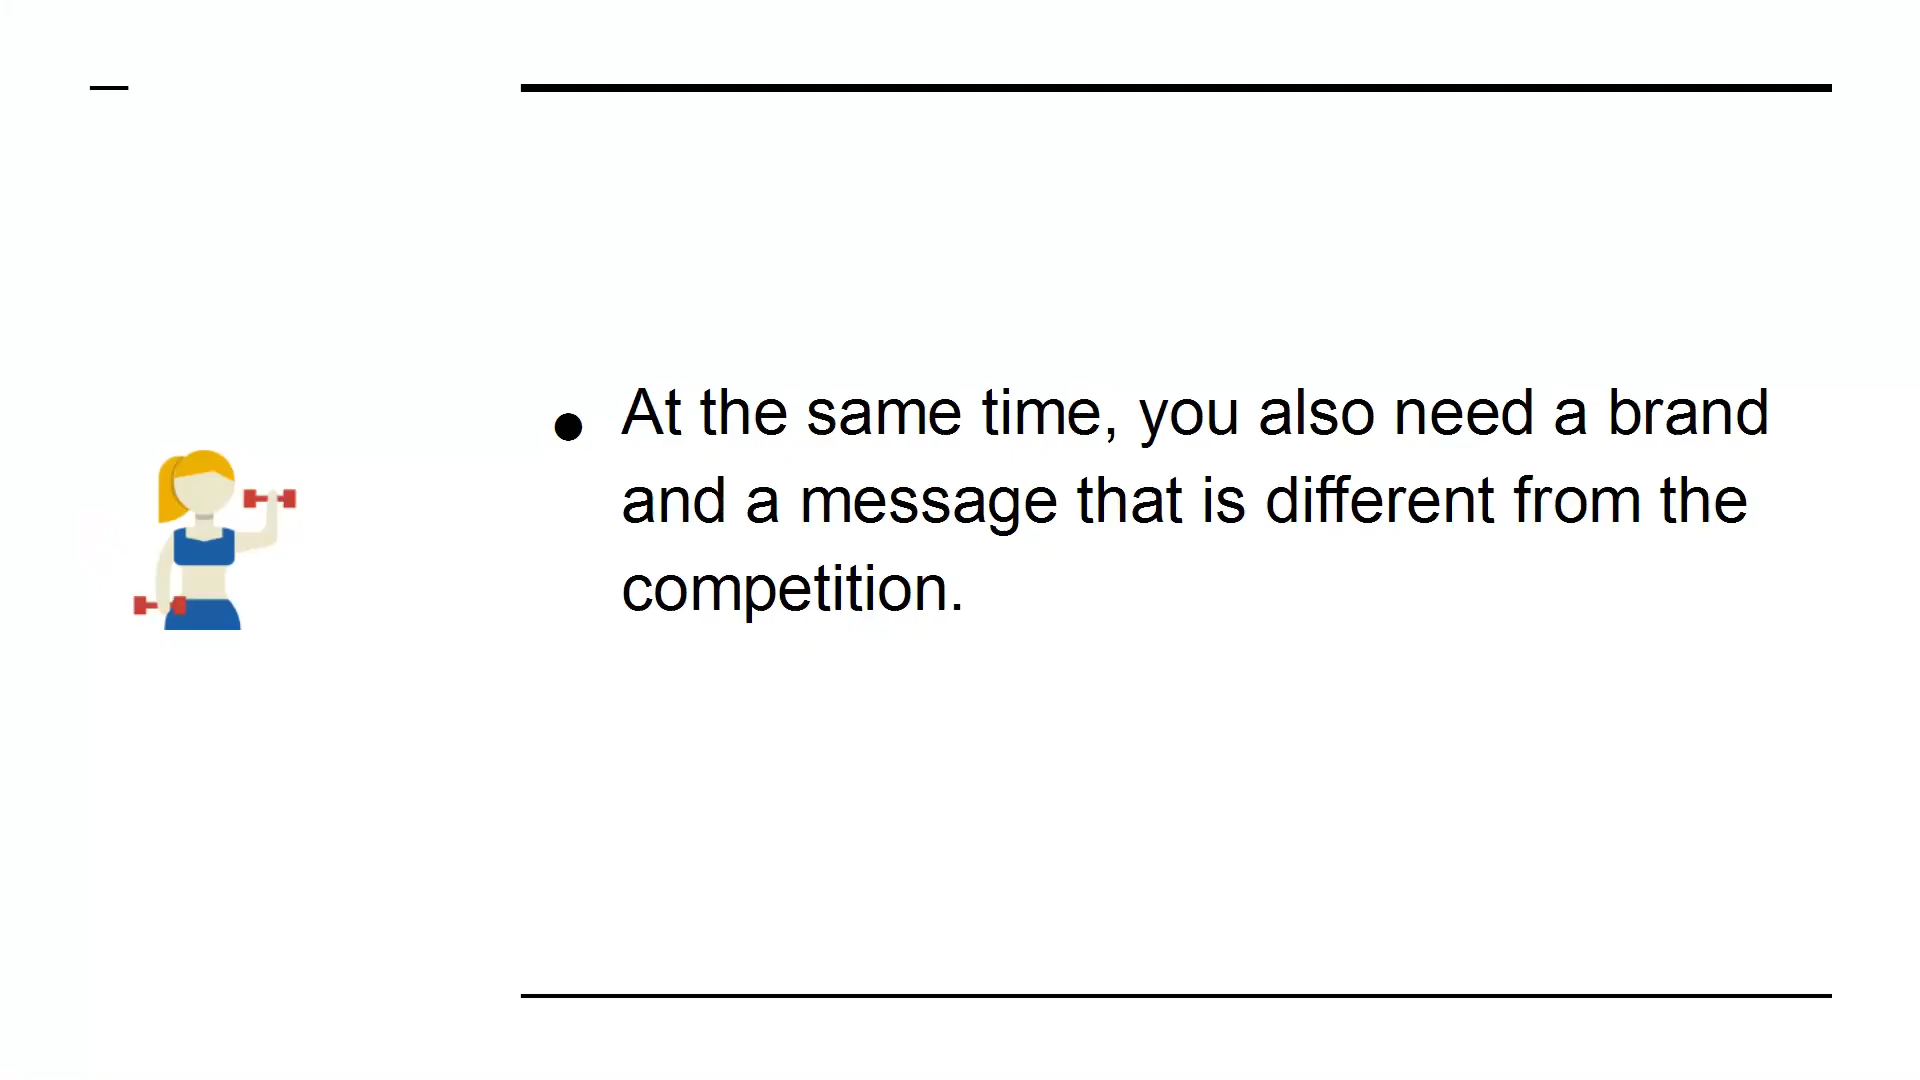 ● At the same time, you also need a brand
and a message that is different from the
competition.